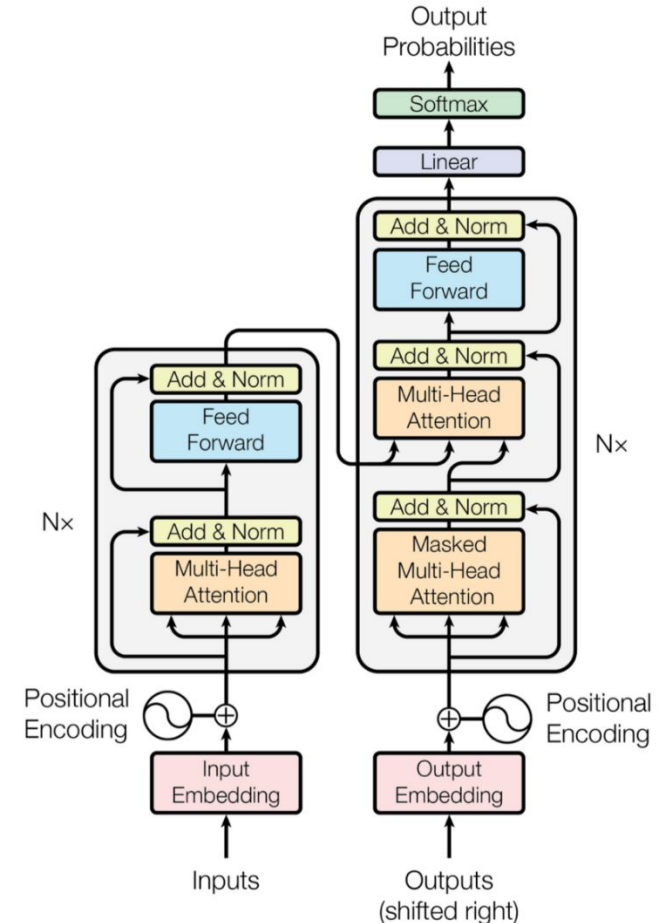 Output
Probabilities
Softmax
Linear
Add & Norm
Feed
Forward
Add & Norm
Multi-Head
Attention
Nx
Add & Norm
Masked
Multi-Head
Attention
Positional
Encoding
Output
Embedding
Outputs
(shifted right)
Add & Norm
Feed
Forward
Nx
Add & Norm
Multi-Head
Attention
Positional
Encoding
Input
Embedding
Inputs